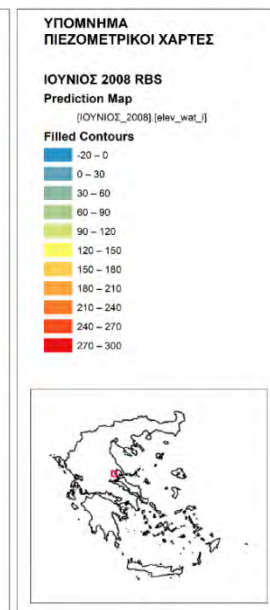 ΥΠΟΜΝΗΜΑ
ΠΙΕΖΟΜΕΤΡΙΚΟΙ ΧΑΡΤΕΣ
ΙΟΥΝΙΟΣ 2008 RBS
Prediction Map
[ΙΟΥΝΙΟΣ_2008].[elev_wat_l]
Filled Contours
-20 – 0
0 – 30
30 – 60
60 – 90
90 – 120
120 – 150
150 – 180
180 – 210
210 – 240
240 – 270
270 – 300